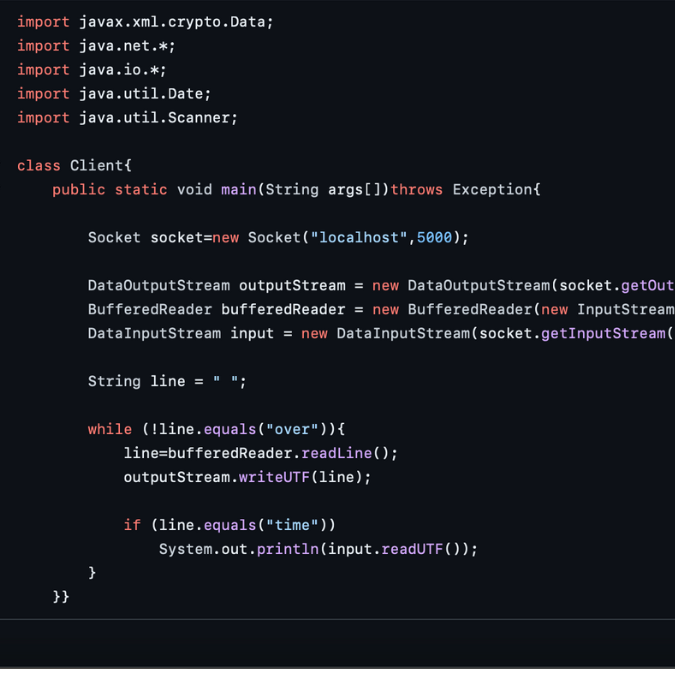 import javax.xml.crypto.Data;
import java.net.*;
import java.io.*;
import java.util.Date;
import java.util.Scanner;
class Client{
public static void main(String args[])throws Exception{
Socket socket=new Socket("localhost",5000);
DataOutputStream outputStream = new DataOutputStream(socket.getOut
BufferedReader bufferedReader = new BufferedReader(new InputStream
DataInputStream input = new DataInputStream(socket.getInputStream(
String line = " ";
while (!line.equals("over")){
line=bufferedReader.readLine();
outputStream.writeUTF(line);
if (line.equals("time"))
System.out.println(input.readUTF());
}
}}